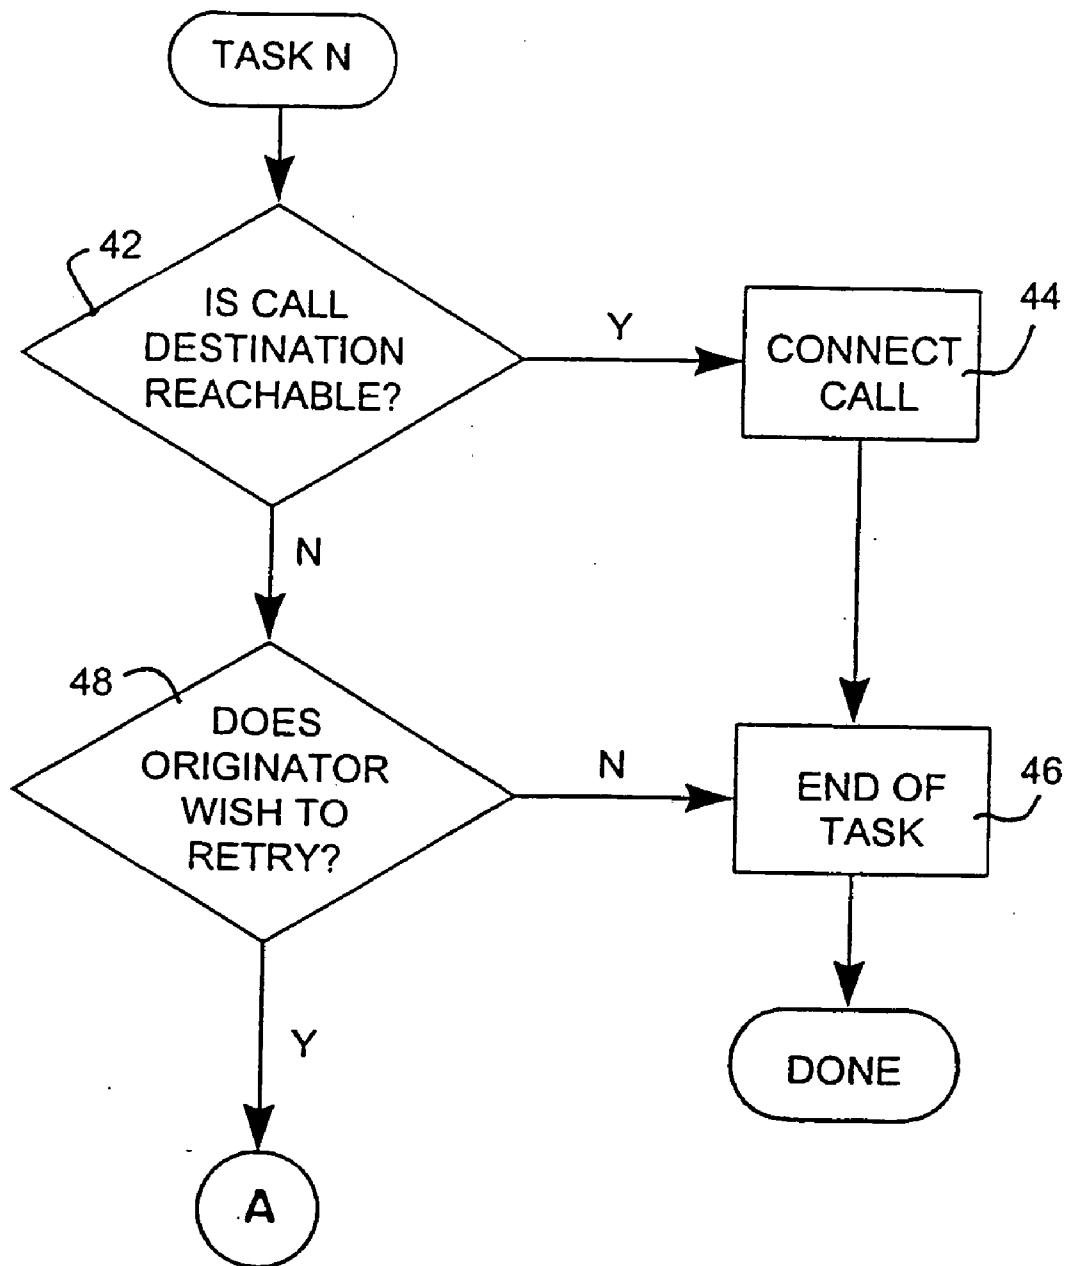 TASK N
42
IS CALL
DESTINATION
REACHABLE?
Y
44
CONNECT
CALL
N
48
DOES
ORIGINATOR
WISH TO
RETRY?
N
46
END OF
TASK
Y
DONE
A